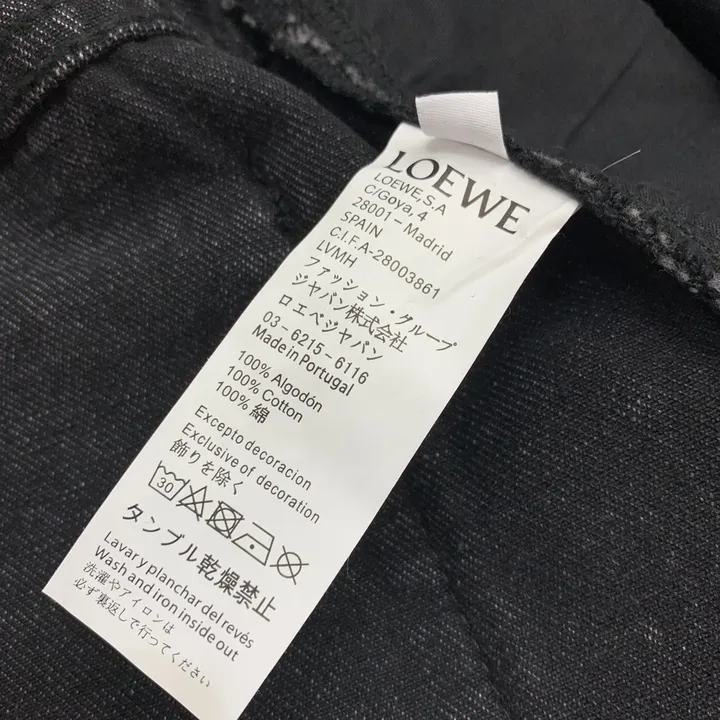 LOEWE
LOEWE,S.A
C/Goya, 4
28001 – Madrid
SPAIN
C.I.F.A-28003861
LVMH
ファッション・グループ
ジャパン株式会社
ロエベジャパン
03 – 6215 – 6116
Made in Portugal
100% Algodón
100% Cotton
100% 綿
Excepto decoracion
Exclusive of decoration
飾りを除く
30
タンブル乾燥禁止
Lavar y planchar del revés
Wash and iron inside out
洗濯やアイロンは
必ず裏返しで行ってください